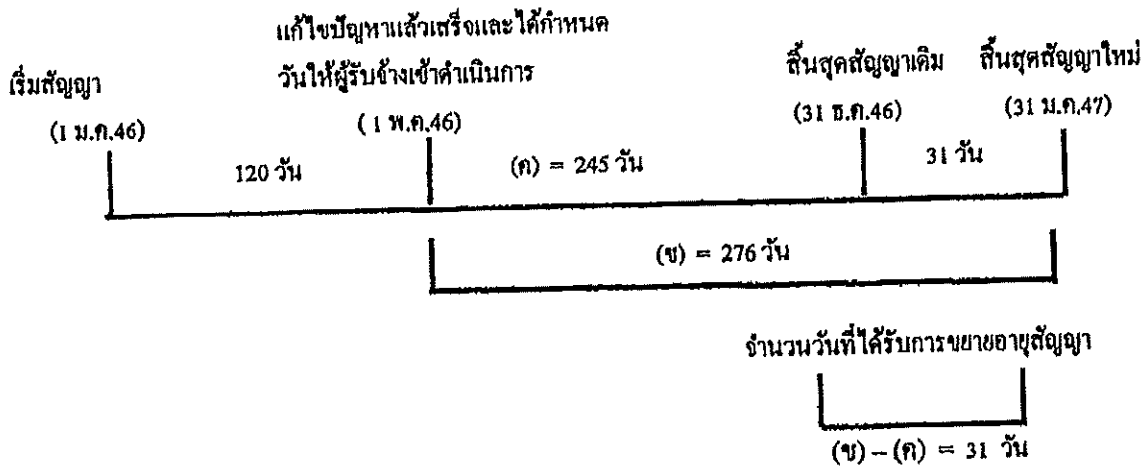 แก้ไขปัญหาแล้วเสร็จและได้กำหนด
วันให้ผู้รับจ้างเข้าดำเนินการ
เริ่มสัญญา
(1 ม.ค.46)
(1 พ.ค.46)
สิ้นสุดสัญญาเดิม
(31 ธ.ค.46)
สิ้นสุดสัญญาใหม่
(31 ม.ค.47)
120 วัน
(ค) = 245 วัน
31 วัน
(ช) = 276 วัน
จำนวนวันที่ได้รับการขยายอายุสัญญา
(ช) – (ค) = 31 วัน